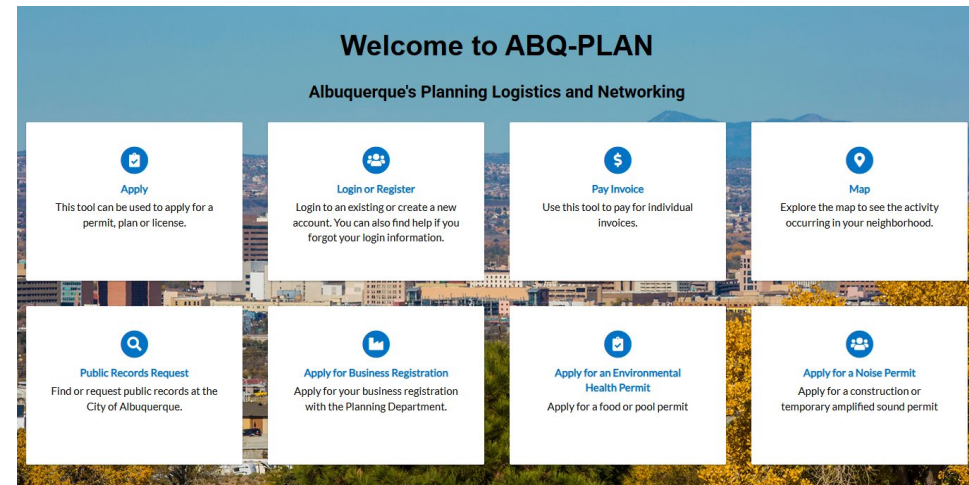 Welcome to ABQ-PLAN
Albuquerque's Planning Logistics and Networking
Apply
This tool can be used to apply for a
permit, plan or license.
Login or Register
Login to an existing or create a new
account. You can also find help if you
forgot your login information.
Pay Invoice
Use this tool to pay for individual
invoices.
Map
Explore the map to see the activity
occurring in your neighborhood.
Public Records Request
Find or request public records at the
City of Albuquerque.
Apply for Business Registration
Apply for your business registration
with the Planning Department.
Apply for an Environmental
Health Permit
Apply for a food or pool permit
Apply for a Noise Permit
Apply for a construction or
temporary amplified sound permit